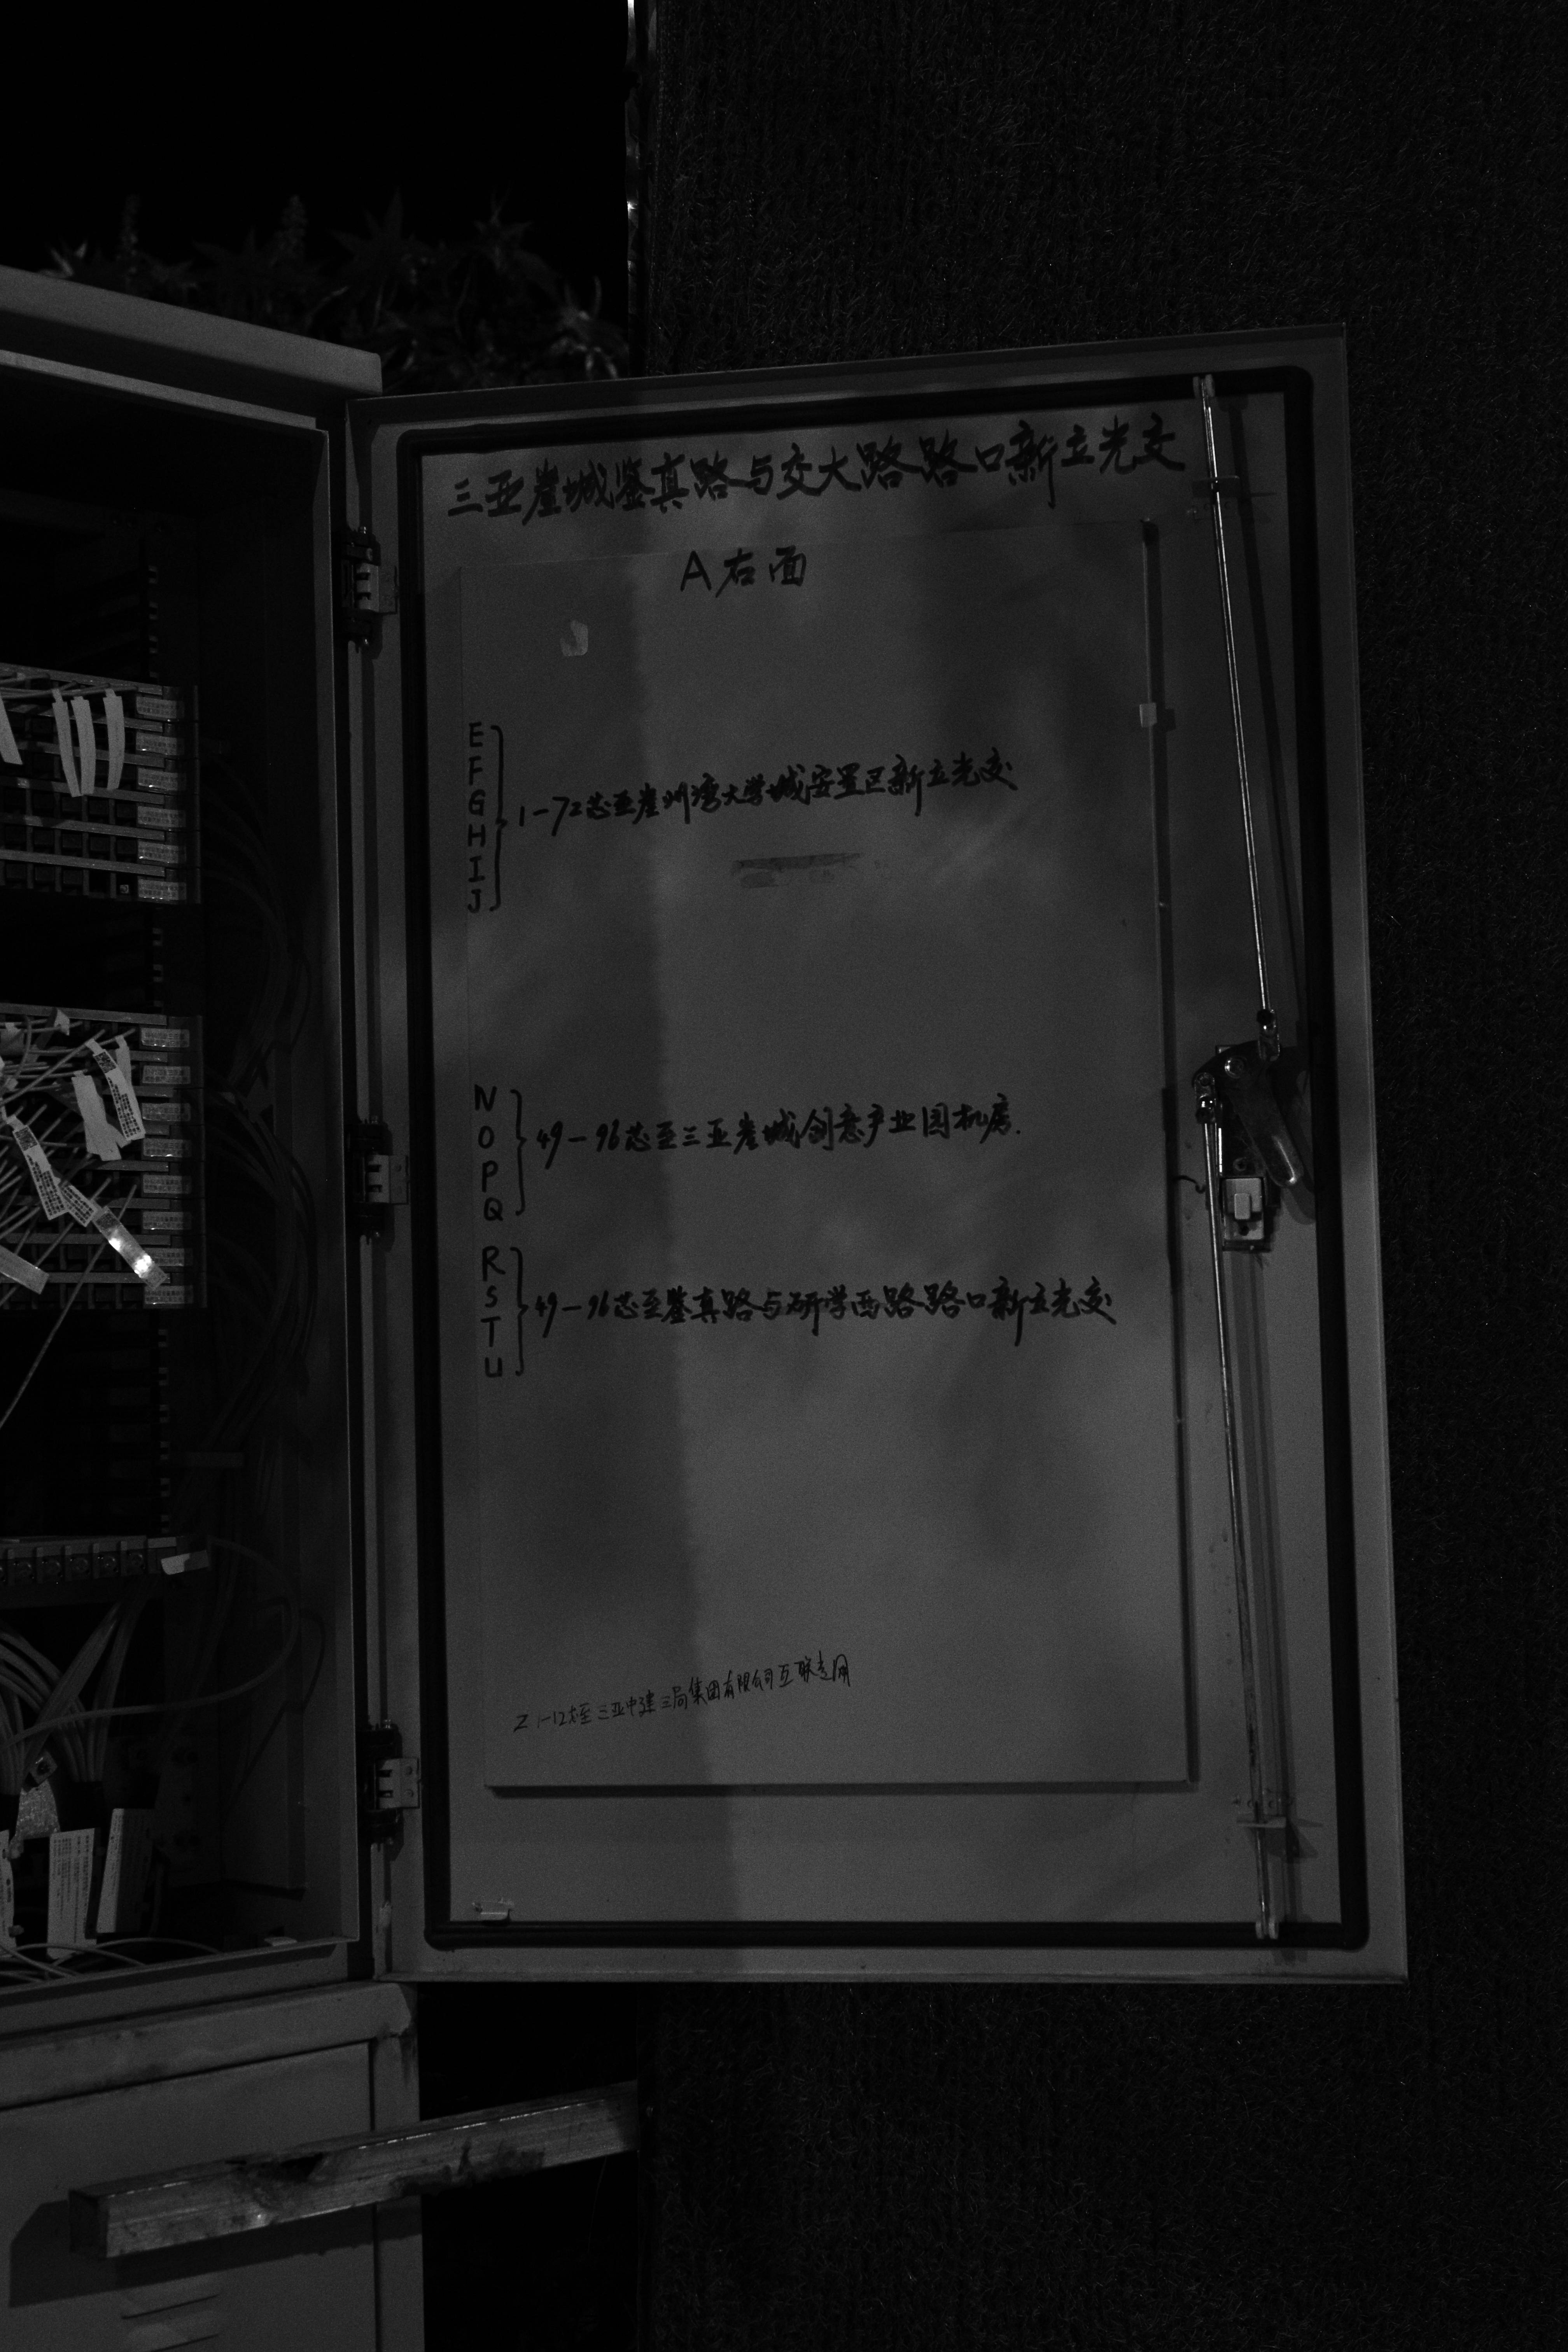 三亚崖城鉴真路与交大路路口新立光交
A右面
E
F
G
H
I
J
1-72芯至崖州湾大学城安置区新立光交
N
O
P
Q
49-96芯至三亚崖城创意产业园机房.
R
S
T
U
49-96芯至鉴真路与研学西路路口新立光交
Z 1-12芯至三亚中建三局集团有限公司互联专用